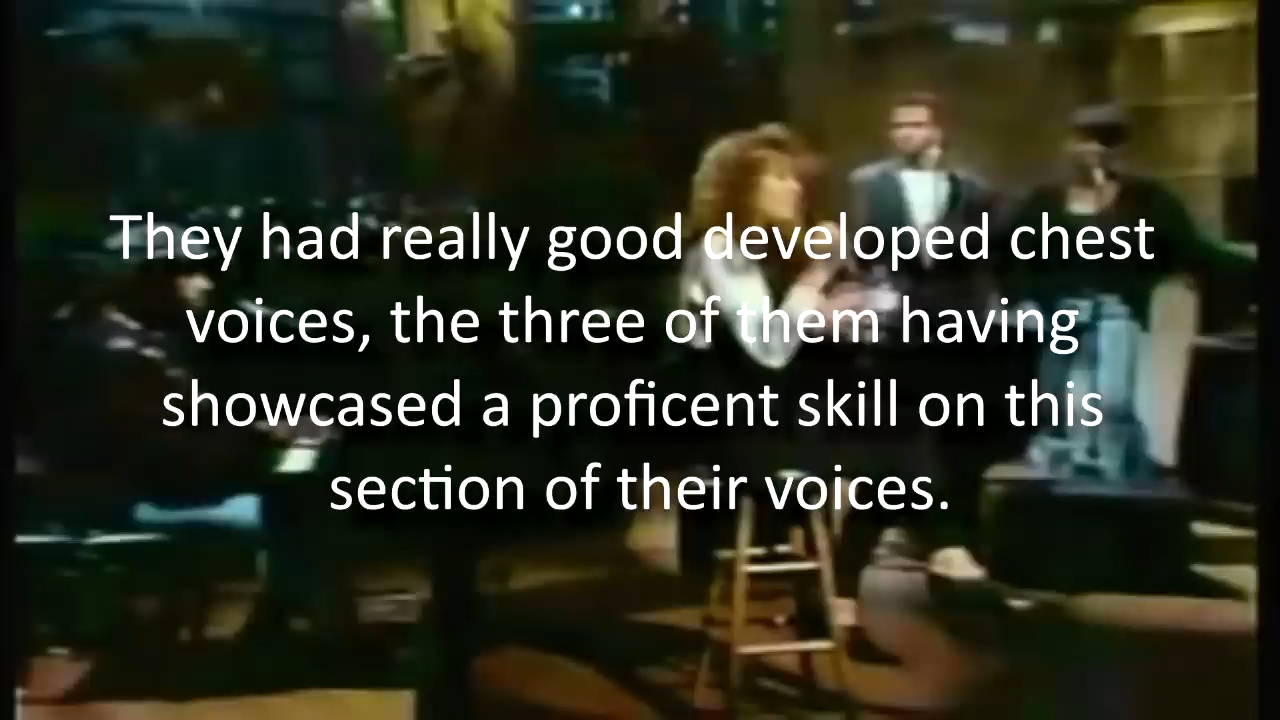 They had really good developed chest
voices, the three of them having
showcased a proficent skill on this
section of their voices.